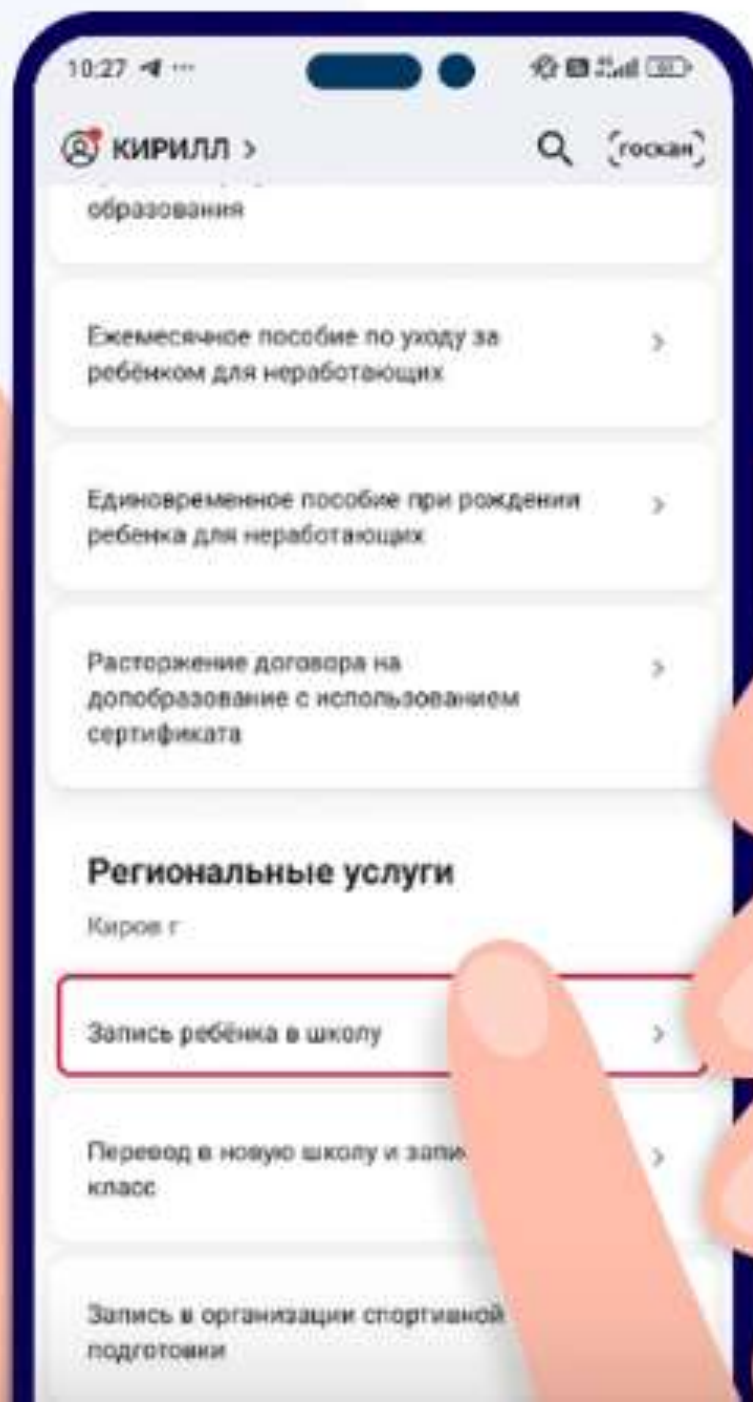 10:27
КИРИЛЛ >
госкан
образования
Ежемесячное пособие по уходу за
ребёнком для неработающих
Единовременное пособие при рождении
ребенка для неработающих
Расторжение договора на
допобразование с использованием
сертификата
Региональные услуги
Киров г
Запись ребёнка в школу
Перевод в новую школу и
класс
Запись в организации спортивной
подготовки